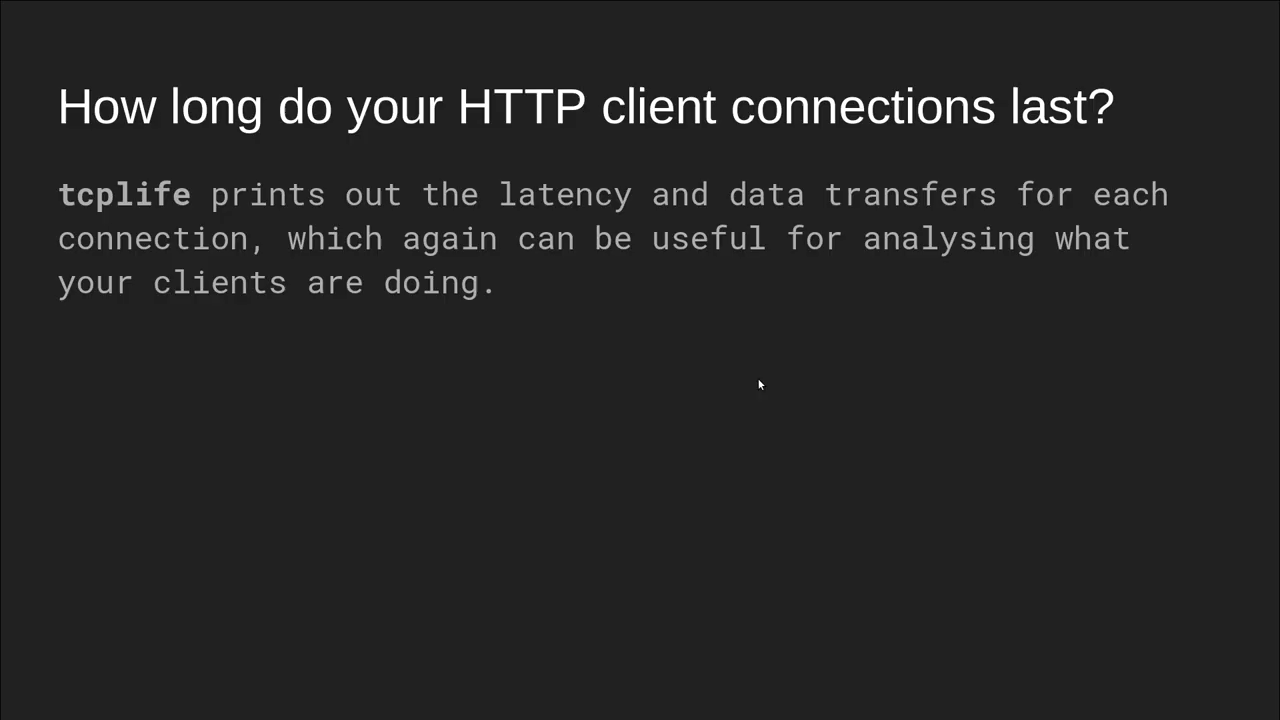 How long do your HTTP client connections last?
tcplife prints out the latency and data transfers for each
connection, which again can be useful for analysing what
your clients are doing.